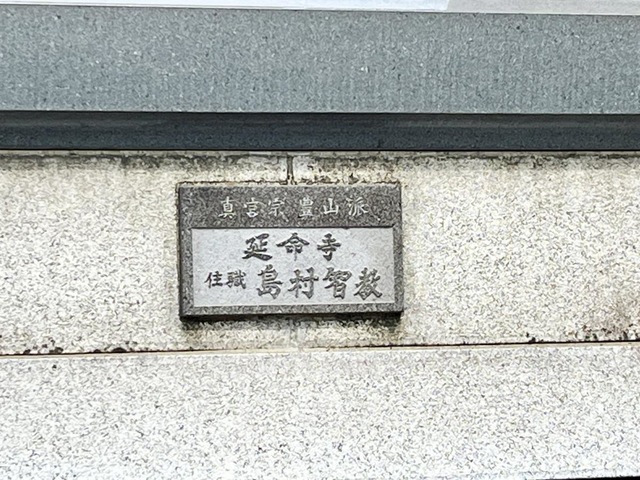 真言宗 豊山派
延命寺
住職 島村智教